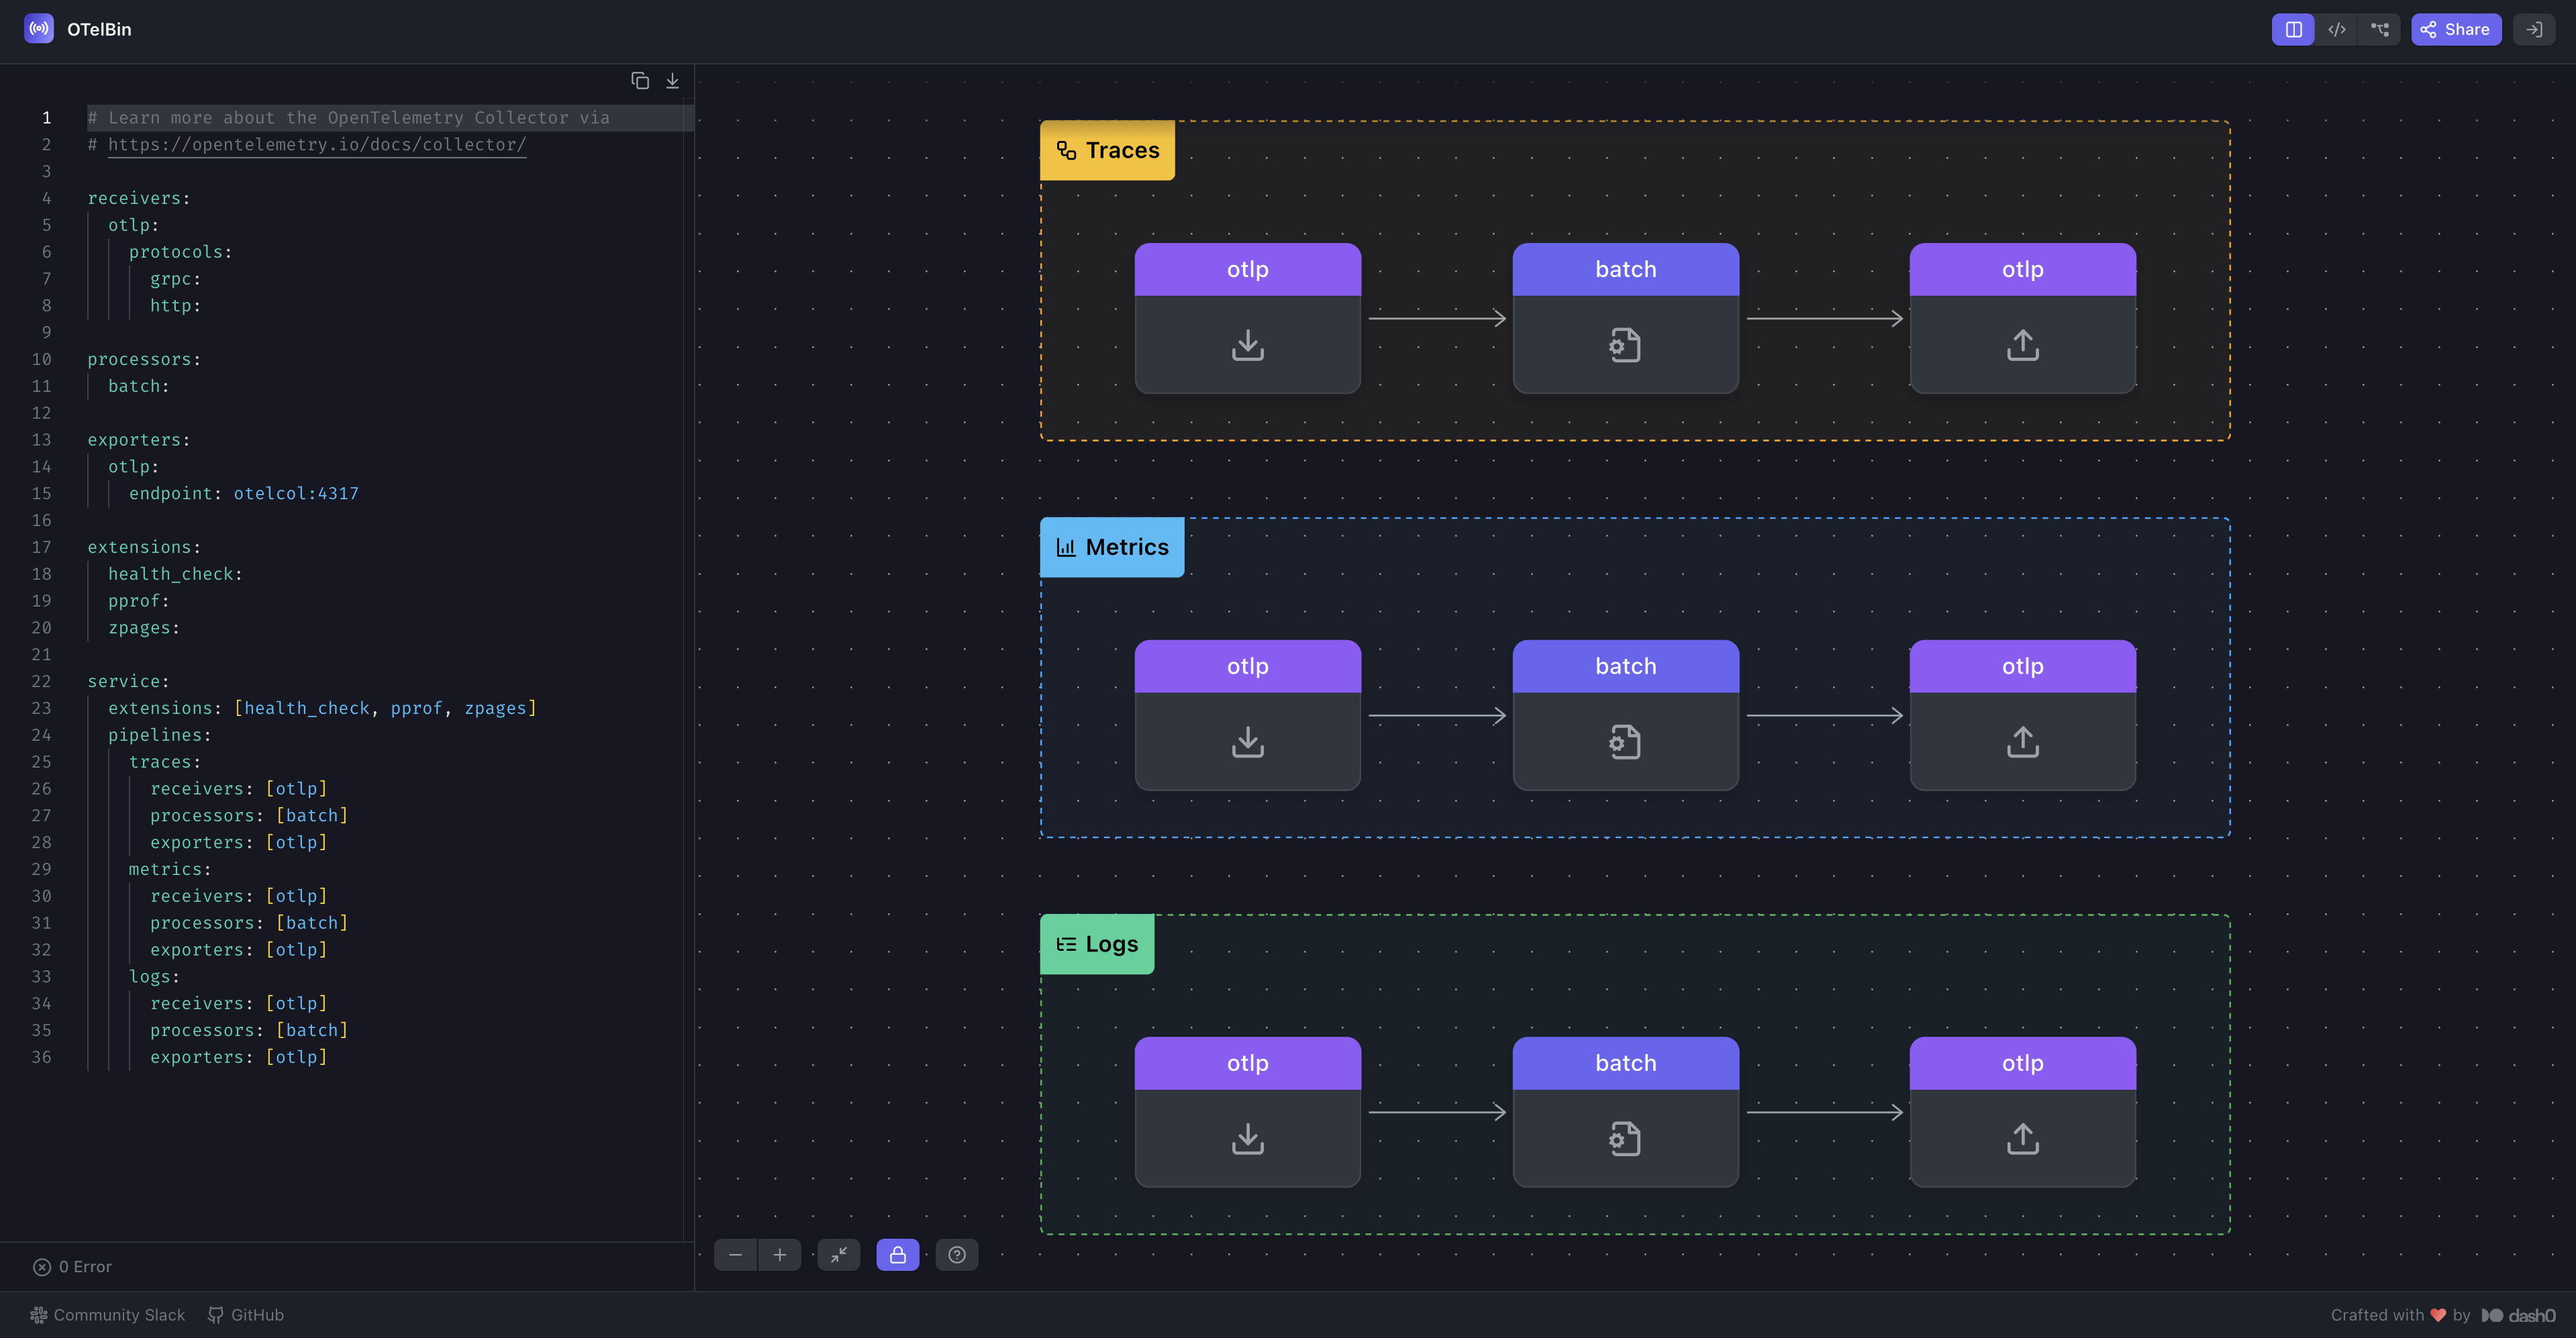 OTelBin
Share
1 # Learn more about the OpenTelemetry Collector via
2 # https://opentelemetry.io/docs/collector/
3
4 receivers:
5   otlp:
6     protocols:
7       grpc:
8       http:
9
10 processors:
11   batch:
12
13 exporters:
14   otlp:
15     endpoint: otelcol:4317
16
17 extensions:
18   health_check:
19   pprof:
20   zpages:
21
22 service:
23   extensions: [health_check, pprof, zpages]
24   pipelines:
25     traces:
26       receivers: [otlp]
27       processors: [batch]
28       exporters: [otlp]
29     metrics:
30       receivers: [otlp]
31       processors: [batch]
32       exporters: [otlp]
33     logs:
34       receivers: [otlp]
35       processors: [batch]
36       exporters: [otlp]
0 Error
Traces
otlp batch otlp
Metrics
otlp batch otlp
Logs
otlp batch otlp
Community Slack GitHub
Crafted with ❤️ by dash0